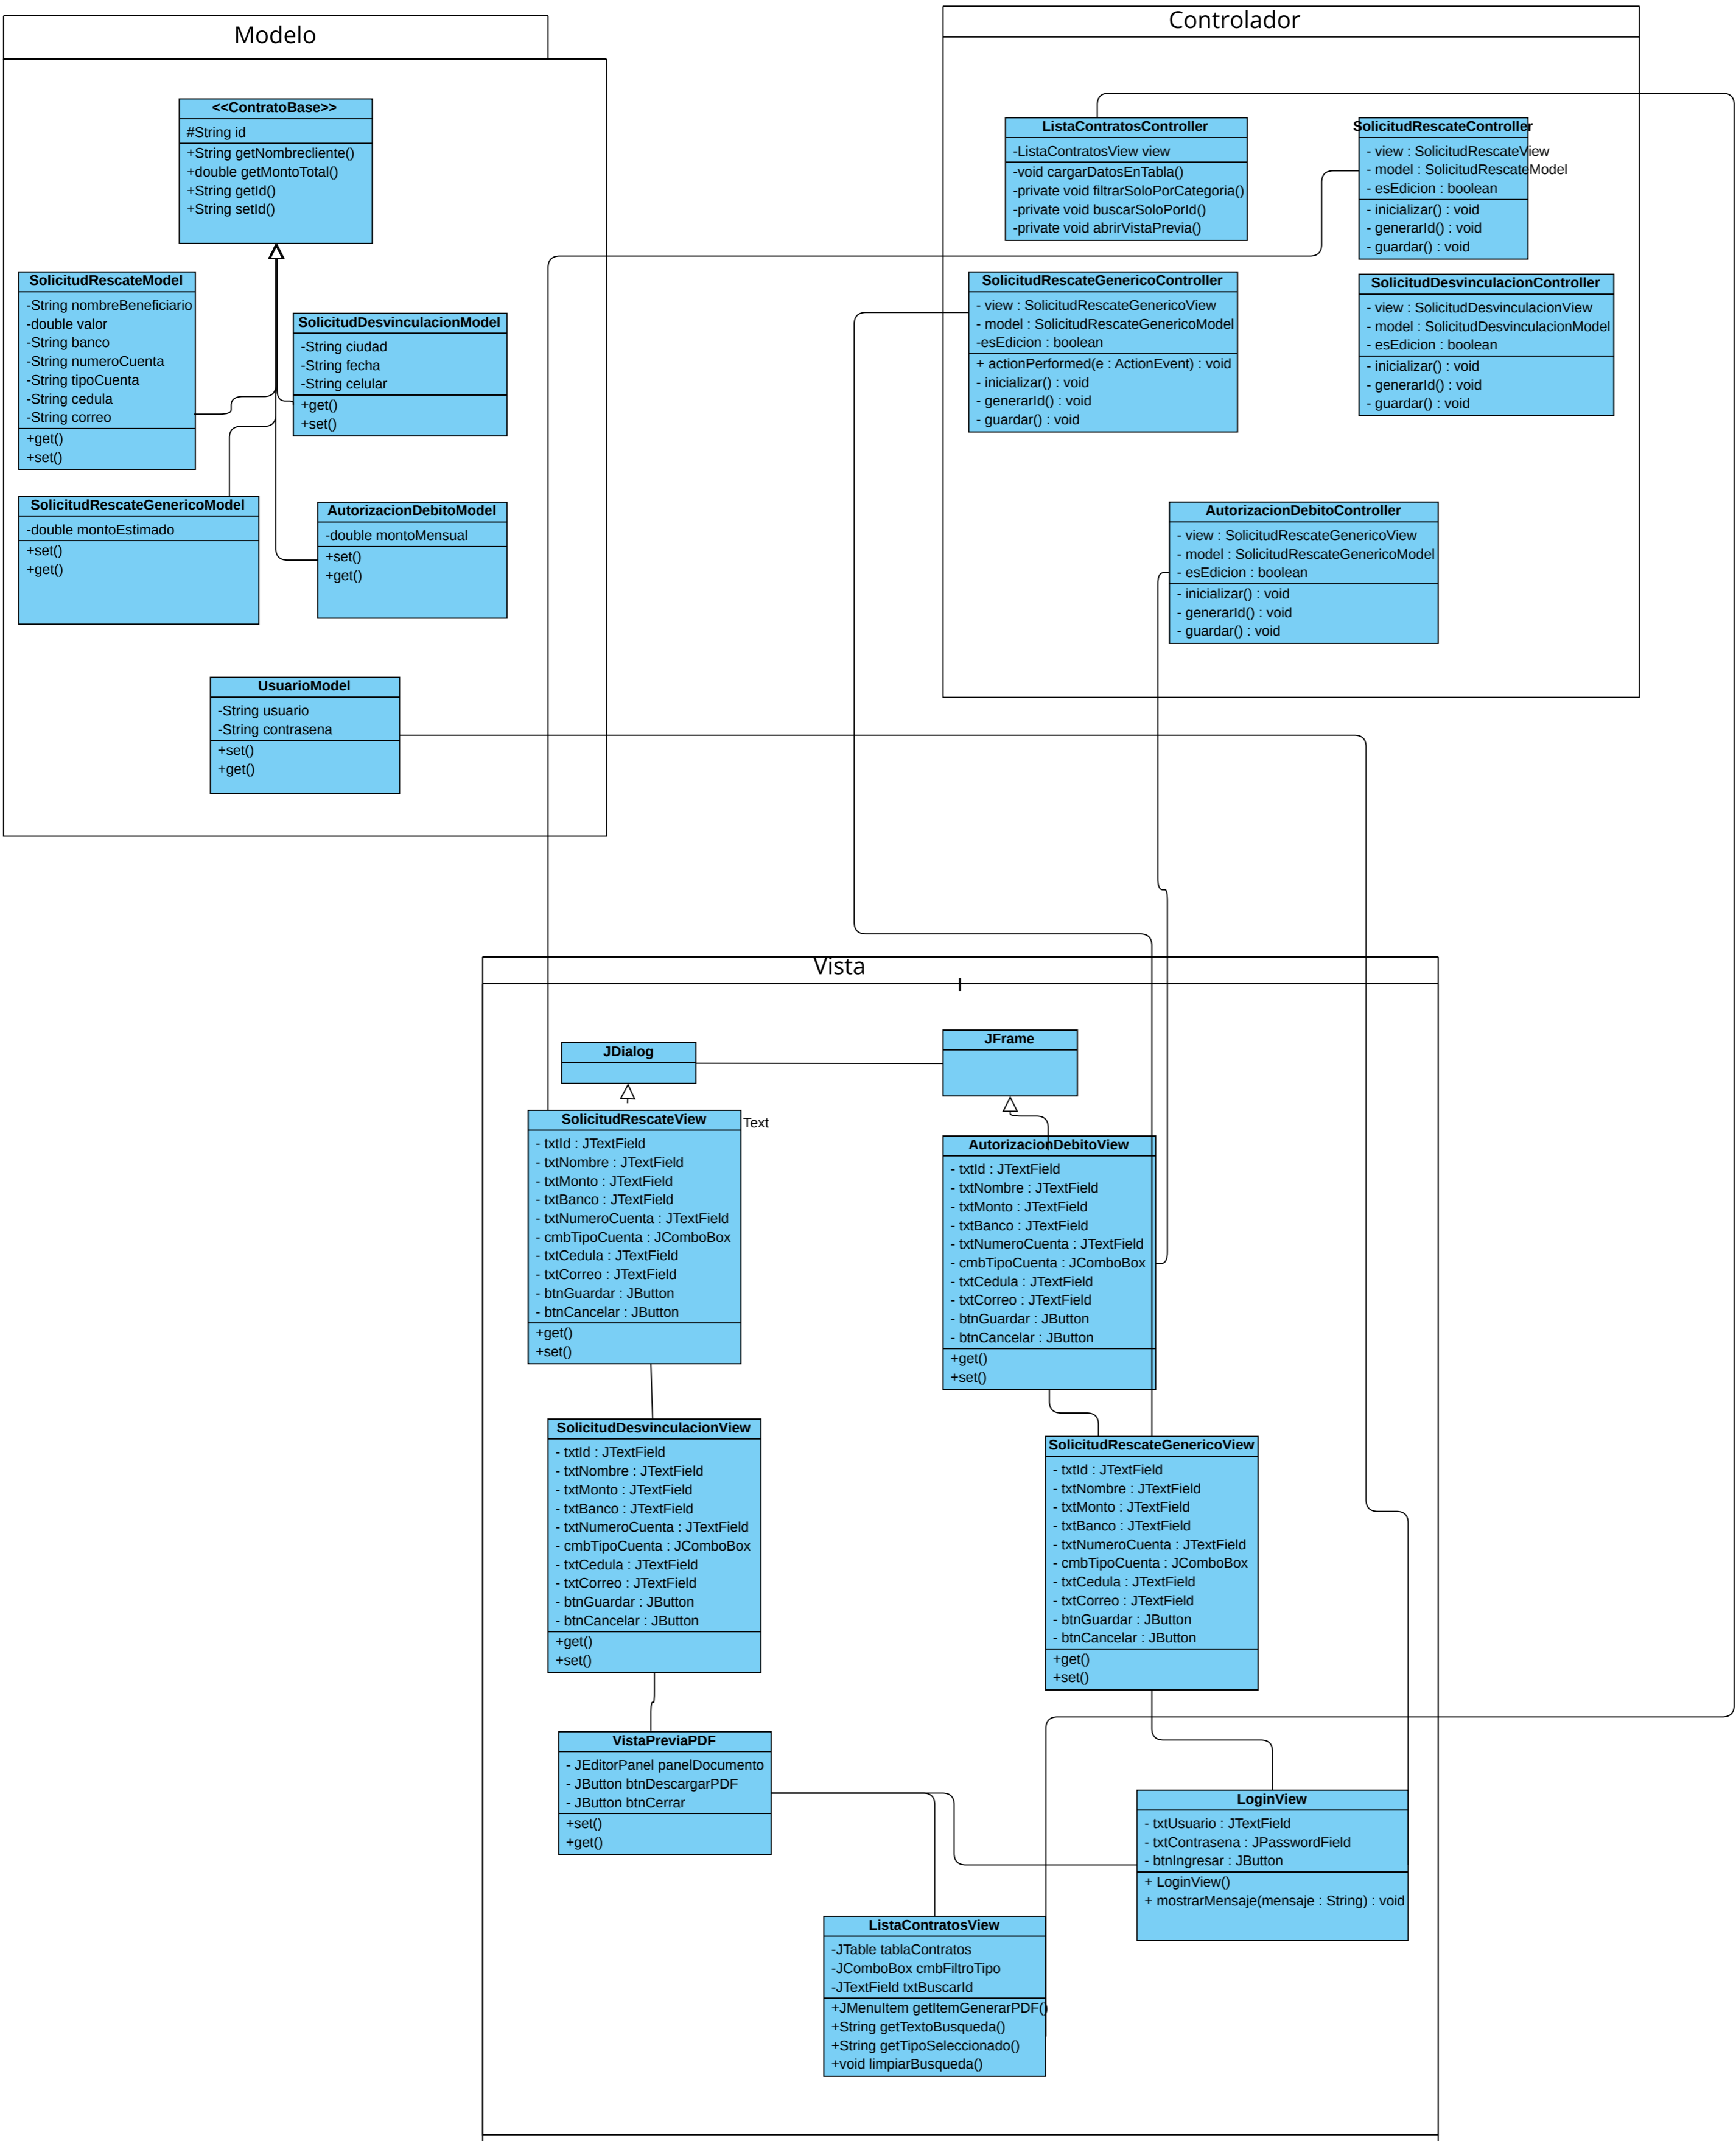 Modelo
<<ContratoBase>>
#String id
+String getNombrecliente()
+double getMontoTotal()
+String getId()
+String setId()
SolicitudRescateModel
-String nombreBeneficiario
-double valor
-String banco
-String numeroCuenta
-String tipoCuenta
-String cedula
-String correo
+get()
+set()
SolicitudDesvinculacionModel
-String ciudad
-String fecha
-String celular
+get()
+set()
SolicitudRescateGenericoModel
-double montoEstimado
+set()
+get()
AutorizacionDebitoModel
-double montoMensual
+set()
+get()
UsuarioModel
-String usuario
-String contrasena
+set()
+get()
Controlador
ListaContratosController
-ListaContratosView view
-void cargarDatosEnTabla()
-private void filtrarSoloPorCategoria()
-private void buscarSoloPorId()
-private void abrirVistaPrevia()
SolicitudRescateController
- view : SolicitudRescateView
- model : SolicitudRescateModel
- esEdicion : boolean
- inicializar() : void
- generarId() : void
- guardar() : void
SolicitudRescateGenericoController
- view : SolicitudRescateGenericoView
- model : SolicitudRescateGenericoModel
-esEdicion : boolean
+ actionPerformed(e : ActionEvent) : void
- inicializar() : void
- generarId() : void
- guardar() : void
SolicitudDesvinculacionController
- view : SolicitudDesvinculacionView
- model : SolicitudDesvinculacionModel
- esEdicion : boolean
- inicializar() : void
- generarId() : void
- guardar() : void
AutorizacionDebitoController
- view : SolicitudRescateGenericoView
- model : SolicitudRescateGenericoModel
- esEdicion : boolean
- inicializar() : void
- generarId() : void
- guardar() : void
Vista
JDialog
JFrame
SolicitudRescateView
- txtId : JTextField
- txtNombre : JTextField
- txtMonto : JTextField
- txtBanco : JTextField
- txtNumeroCuenta : JTextField
- cmbTipoCuenta : JComboBox
- txtCedula : JTextField
- txtCorreo : JTextField
- btnGuardar : JButton
- btnCancelar : JButton
+get()
+set()
Text
AutorizacionDebitoView
- txtId : JTextField
- txtNombre : JTextField
- txtMonto : JTextField
- txtBanco : JTextField
- txtNumeroCuenta : JTextField
- cmbTipoCuenta : JComboBox
- txtCedula : JTextField
- txtCorreo : JTextField
- btnGuardar : JButton
- btnCancelar : JButton
+get()
+set()
SolicitudDesvinculacionView
- txtId : JTextField
- txtNombre : JTextField
- txtMonto : JTextField
- txtBanco : JTextField
- txtNumeroCuenta : JTextField
- cmbTipoCuenta : JComboBox
- txtCedula : JTextField
- txtCorreo : JTextField
- btnGuardar : JButton
- btnCancelar : JButton
+get()
+set()
SolicitudRescateGenericoView
- txtId : JTextField
- txtNombre : JTextField
- txtMonto : JTextField
- txtBanco : JTextField
- txtNumeroCuenta : JTextField
- cmbTipoCuenta : JComboBox
- txtCedula : JTextField
- txtCorreo : JTextField
- btnGuardar : JButton
- btnCancelar : JButton
+get()
+set()
VistaPreviaPDF
- JEditorPanel panelDocumento
- JButton btnDescargarPDF
- JButton btnCerrar
+set()
+get()
LoginView
- txtUsuario : JTextField
- txtContrasena : JPasswordField
- btnIngresar : JButton
+ LoginView()
+ mostrarMensaje(mensaje : String) : void
ListaContratosView
-JTable tablaContratos
-JComboBox cmbFiltroTipo
-JTextField txtBuscarId
+JMenuItem getItemGenerarPDF()
+String getTextoBusqueda()
+String getTipoSeleccionado()
+void limpiarBusqueda()